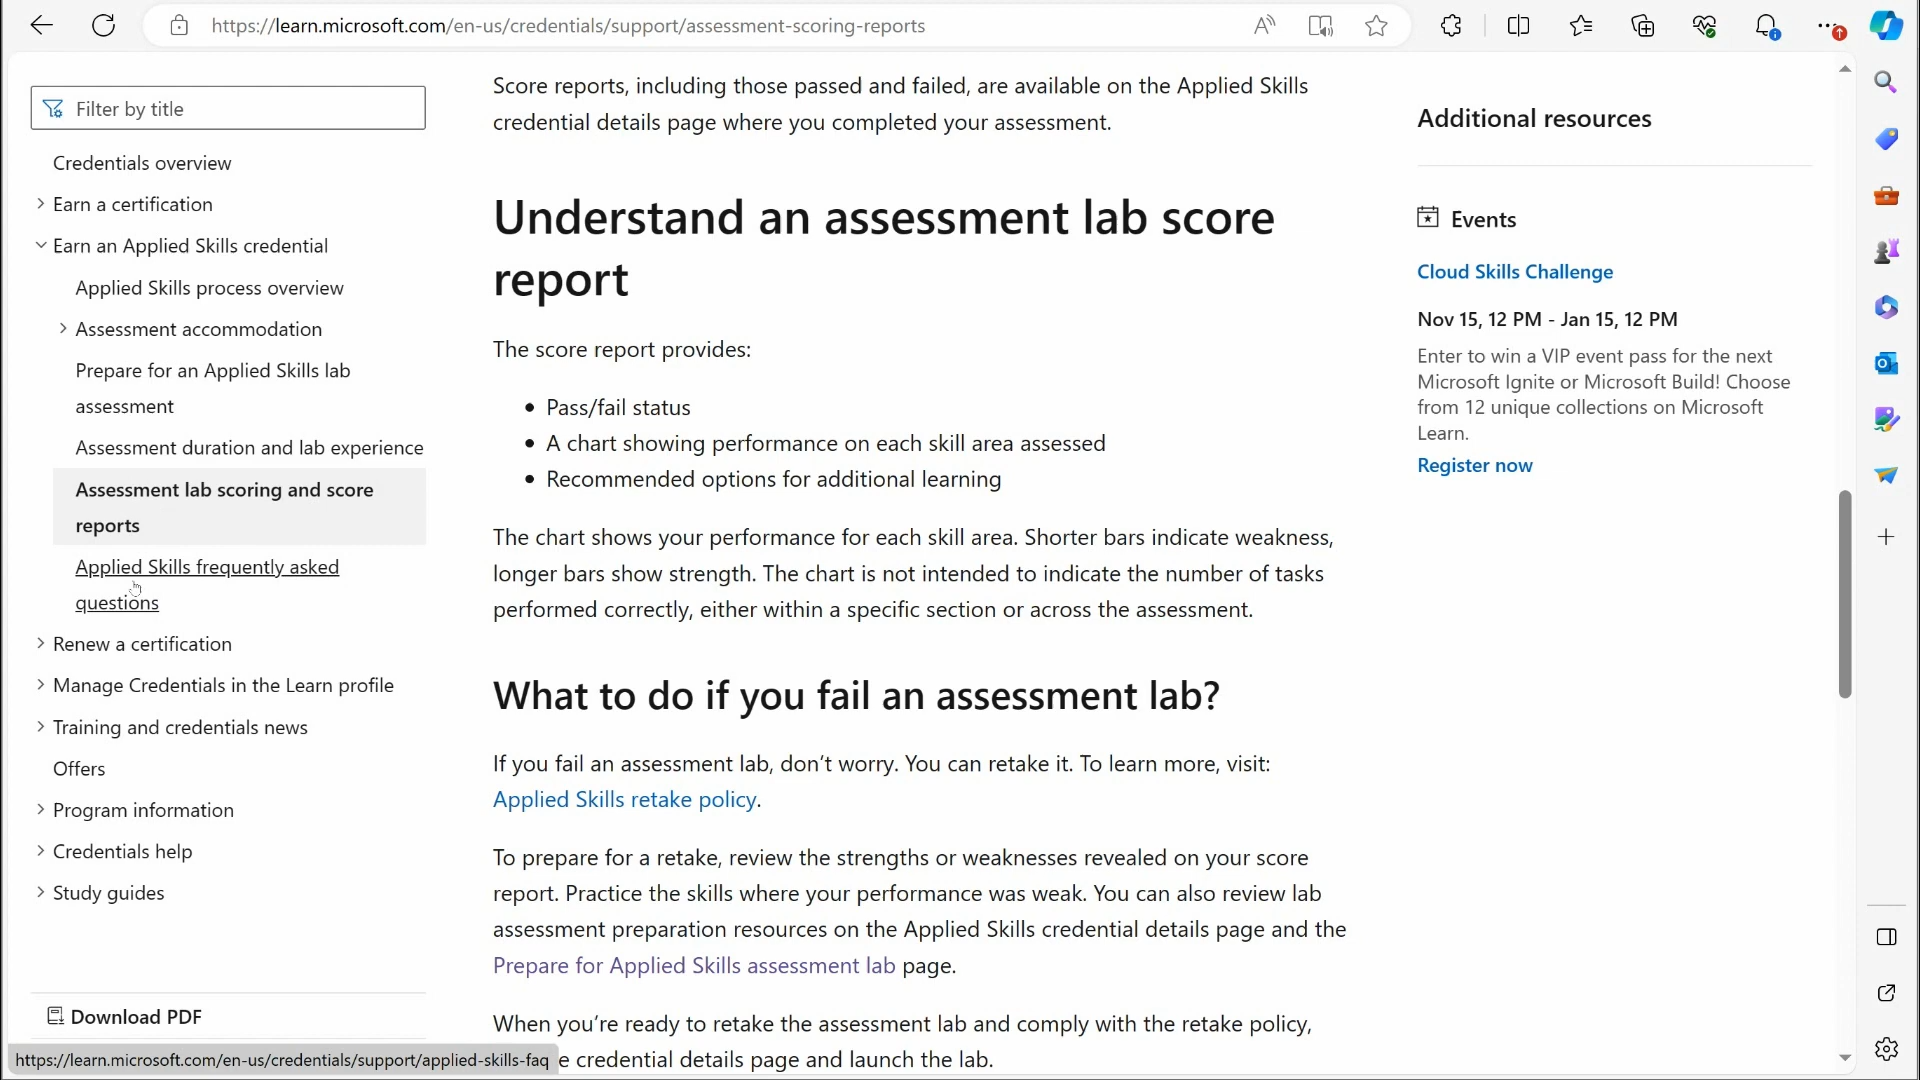 https://learn.microsoft.com/en-us/credentials/support/assessment-scoring-reports
Filter by title
Credentials overview
Earn a certification
Earn an Applied Skills credential
Applied Skills process overview
Assessment accommodation
Prepare for an Applied Skills lab
assessment
Assessment duration and lab experience
Assessment lab scoring and score
reports
Applied Skills frequently asked
questions
Renew a certification
Manage Credentials in the Learn profile
Training and credentials news
Offers
Program information
Credentials help
Study guides
Download PDF
https://learn.microsoft.com/en-us/credentials/support/applied-skills-faq
Score reports, including those passed and failed, are available on the Applied Skills
credential details page where you completed your assessment.
Understand an assessment lab score
report
The score report provides:
• Pass/fail status
• A chart showing performance on each skill area assessed
• Recommended options for additional learning
The chart shows your performance for each skill area. Shorter bars indicate weakness,
longer bars show strength. The chart is not intended to indicate the number of tasks
performed correctly, either within a specific section or across the assessment.
What to do if you fail an assessment lab?
If you fail an assessment lab, don't worry. You can retake it. To learn more, visit:
Applied Skills retake policy.
To prepare for a retake, review the strengths or weaknesses revealed on your score
report. Practice the skills where your performance was weak. You can also review lab
assessment preparation resources on the Applied Skills credential details page and the
Prepare for Applied Skills assessment lab page.
When you're ready to retake the assessment lab and comply with the retake policy,
e credential details page and launch the lab.
Additional resources
Events
Cloud Skills Challenge
Nov 15, 12 PM - Jan 15, 12 PM
Enter to win a VIP event pass for the next
Microsoft Ignite or Microsoft Build! Choose
from 12 unique collections on Microsoft
Learn.
Register now